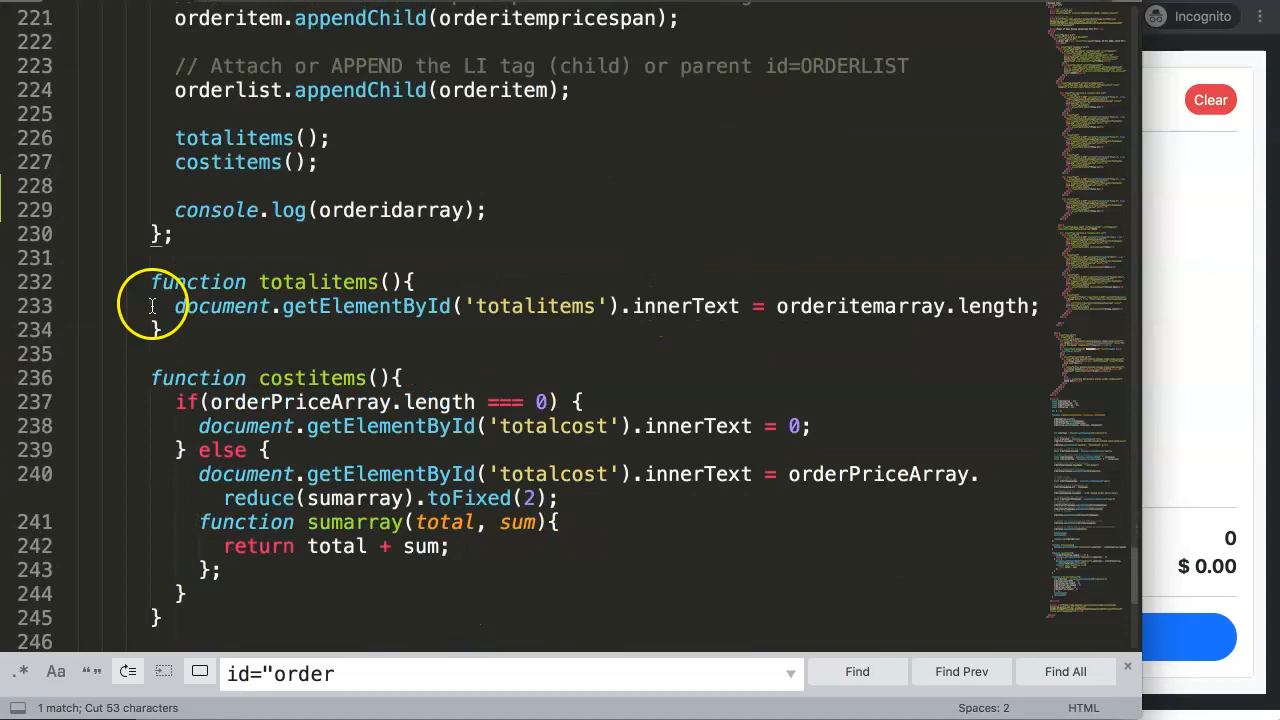 221 orderitem.appendChild(orderitempricespan);
222
223 // Attach or APPEND the LI tag (child) to parent id=ORDERLIST
224 orderlist.appendChild(orderitem);
225
226 totalitems();
227 costitems();
228
229 console.log(orderidarray);
230 };
231
232 function totalitems(){
233 document.getElementById('totalitems').innerText = orderitemarray.length;
234 }
235
236 function costitems(){
237 if(orderPriceArray.length === 0) {
238 document.getElementById('totalcost').innerText = 0;
239 } else {
240 document.getElementById('totalcost').innerText = orderPriceArray.
reduce(sumarray).toFixed(2);
241 function sumarray(total, sum){
242 return total + sum;
243 };
244 }
245 }
246
Incognito
Clear
0
$ 0.00
.* Aa “” id="order Find Find Prev Find All ×
1 match; Cut 53 characters Spaces: 2 HTML